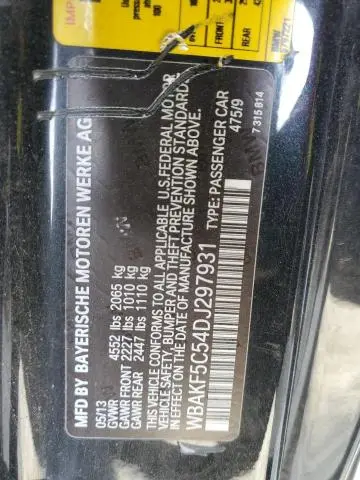 MFD BY BAYERISCHE MOTOREN WERKE AG
05/13
GVWR 4552 lbs 2065 kg
GAWR FRONT 2227 lbs 1010 kg
GAWR REAR 2447 lbs 1110 kg
THIS VEHICLE CONFORMS TO ALL APPLICABLE U.S. FEDERAL MOTOR
VEHICLE SAFETY, BUMPER AND THEFT PREVENTION STANDARDS
IN EFFECT ON THE DATE OF MANUFACTURE SHOWN ABOVE.
WBAKF5C54DJ297931 TYPE: PASSENGER CAR
475/9
7 315 814
FRONT
REAR